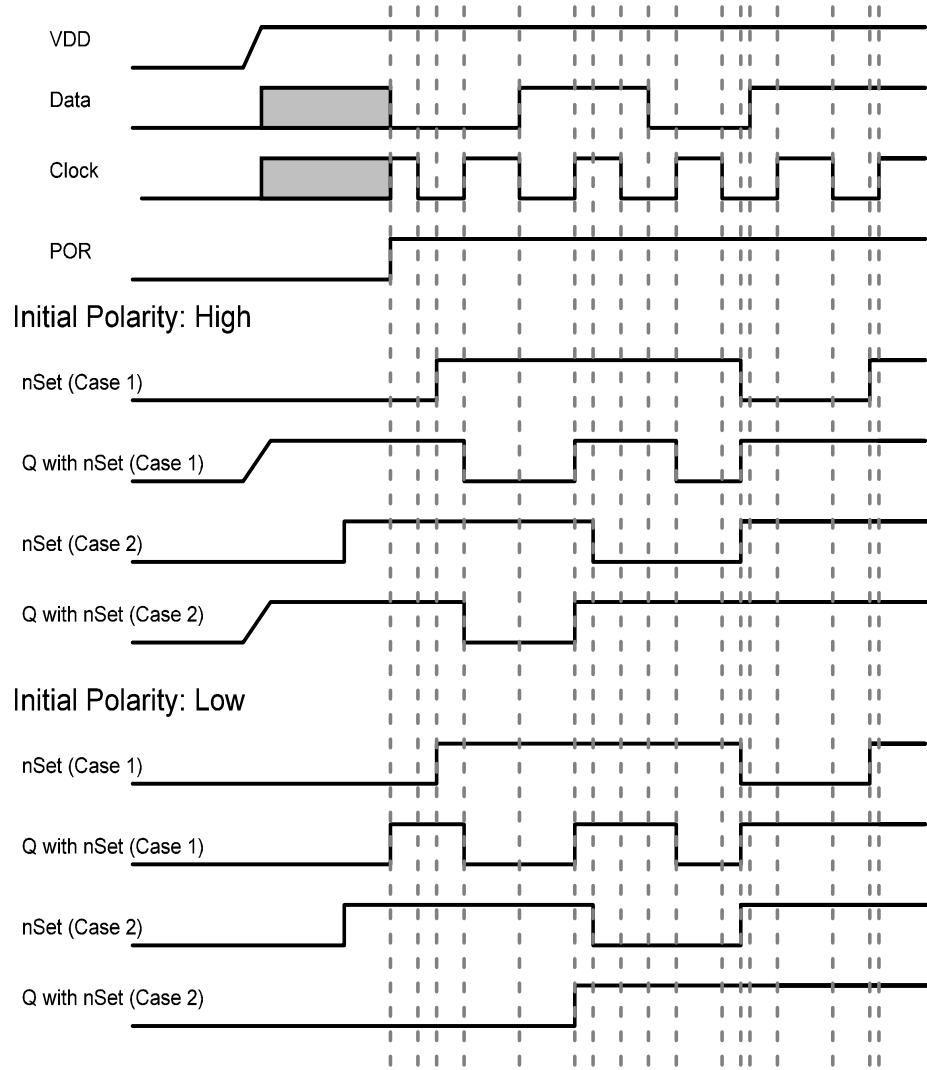 VDD
Data
Clock
POR
Initial Polarity: High
nSet (Case 1)
Q with nSet (Case 1)
nSet (Case 2)
Q with nSet (Case 2)
Initial Polarity: Low
nSet (Case 1)
Q with nSet (Case 1)
nSet (Case 2)
Q with nSet (Case 2)